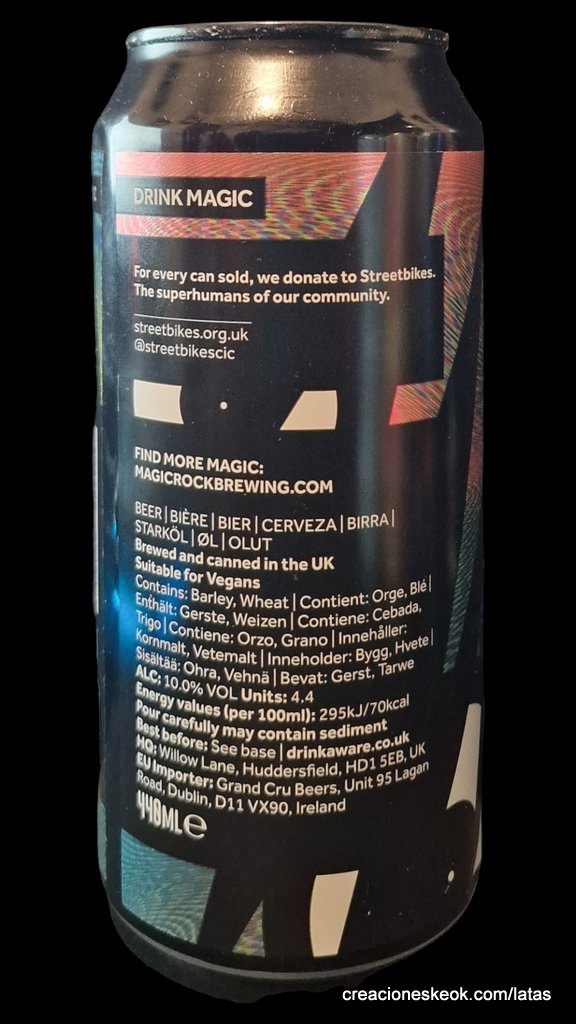 DRINK MAGIC
For every can sold, we donate to Streetbikes.
The superhumans of our community.
streetbikes.org.uk
@streetbikescic
FIND MORE MAGIC:
MAGICROCKBREWING.COM
BEER | BIÈRE | BIER | CERVEZA | BIRRA |
STARKÖL | ØL | OLUT
Brewed and canned in the UK
Suitable for Vegans
Contains: Barley, Wheat | Contient: Orge, Blé |
Enthält: Gerste, Weizen | Contiene: Cebada,
Trigo | Contiene: Orzo, Grano | Innehåller:
Kornmalt, Vetemalt | Inneholder: Bygg, Hvete |
Sisältää: Ohra, Vehnä | Bevat: Gerst, Tarwe
ALC: 10.0% VOL Units: 4.4
Energy values (per 100ml): 295kJ/70kcal
Pour carefully may contain sediment
Best before: See base | drinkaware.co.uk
HQ: Willow Lane, Huddersfield, HD1 5EB, UK
EU Importer: Grand Cru Beers, Unit 95 Lagan
Road, Dublin, D11 VX90, Ireland
440ML e
creacioneskeok.com/latas